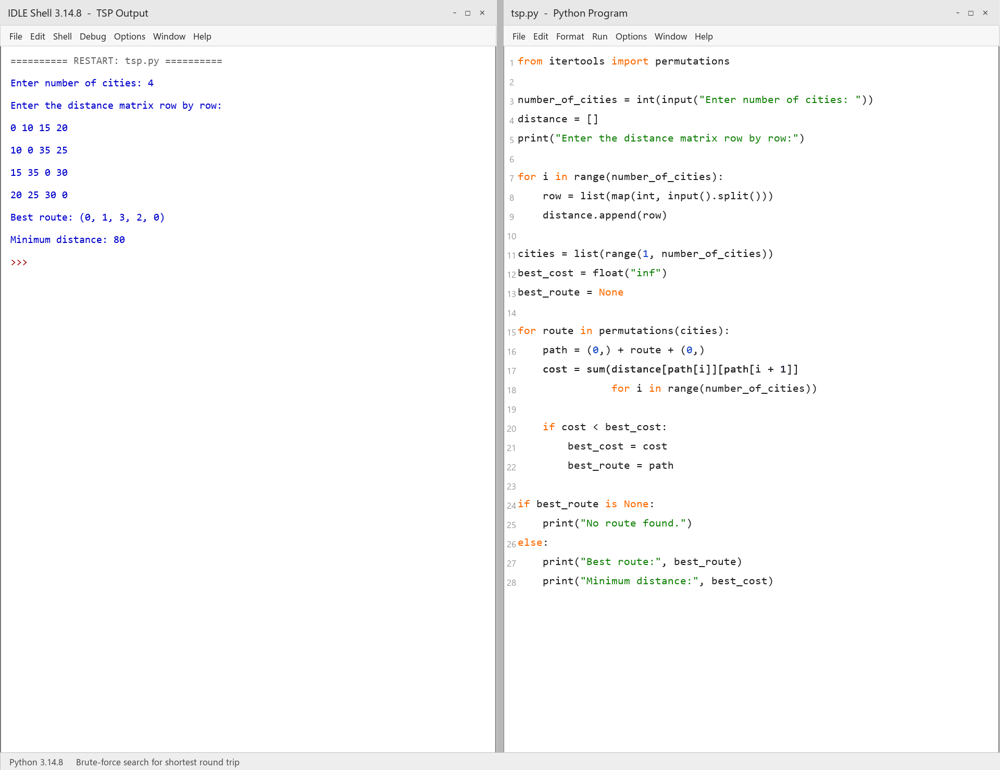 IDLE Shell 3.14.8  -  TSP Output
File Edit Shell Debug Options Window Help
========== RESTART: tsp.py ==========
Enter number of cities: 4
Enter the distance matrix row by row:
0 10 15 20
10 0 35 25
15 35 0 30
20 25 30 0
Best route: (0, 1, 3, 2, 0)
Minimum distance: 80
>>>
tsp.py  -  Python Program
File Edit Format Run Options Window Help
1 from itertools import permutations
2
3 number_of_cities = int(input("Enter number of cities: "))
4 distance = []
5 print("Enter the distance matrix row by row:")
6
7 for i in range(number_of_cities):
8     row = list(map(int, input().split()))
9     distance.append(row)
10
11 cities = list(range(1, number_of_cities))
12 best_cost = float("inf")
13 best_route = None
14
15 for route in permutations(cities):
16     path = (0,) + route + (0,)
17     cost = sum(distance[path[i]][path[i + 1]]
18                for i in range(number_of_cities))
19
20     if cost < best_cost:
21         best_cost = cost
22         best_route = path
23
24 if best_route is None:
25     print("No route found.")
26 else:
27     print("Best route:", best_route)
28     print("Minimum distance:", best_cost)
Python 3.14.8 Brute-force search for shortest round trip